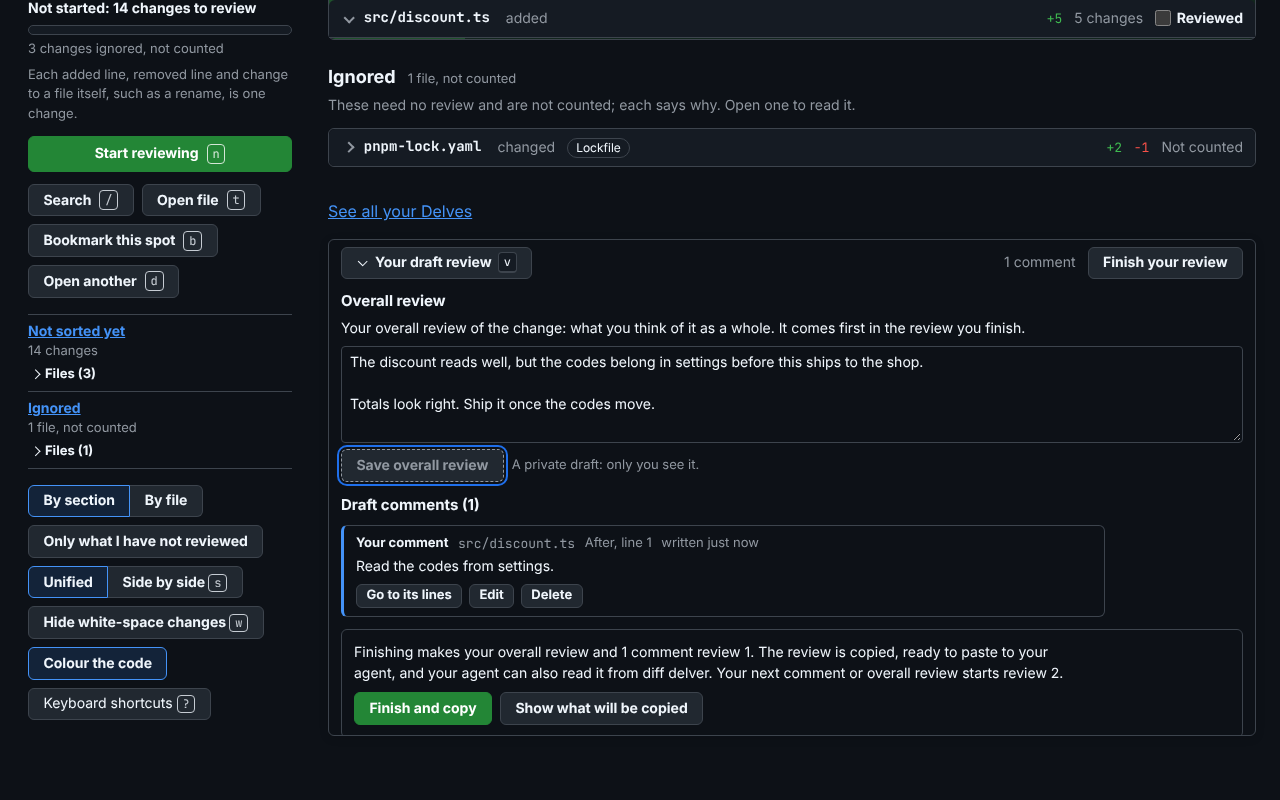 Not started: 14 changes to review
3 changes ignored, not counted
Each added line, removed line and change
to a file itself, such as a rename, is one
change.
Start reviewing n
Search / Open file t
Bookmark this spot b
Open another d
Not sorted yet
14 changes
Files (3)
Ignored
1 file, not counted
Files (1)
By section By file
Only what I have not reviewed
Unified Side by side s
Hide white-space changes w
Colour the code
Keyboard shortcuts ?
src/discount.ts added +5 5 changes Reviewed
Ignored 1 file, not counted
These need no review and are not counted; each says why. Open one to read it.
pnpm-lock.yaml changed Lockfile +2 -1 Not counted
See all your Delves
Your draft review v 1 comment Finish your review
Overall review
Your overall review of the change: what you think of it as a whole. It comes first in the review you finish.
The discount reads well, but the codes belong in settings before this ships to the shop.
Totals look right. Ship it once the codes move.
Save overall review A private draft: only you see it.
Draft comments (1)
Your comment src/discount.ts After, line 1 written just now
Read the codes from settings.
Go to its lines Edit Delete
Finishing makes your overall review and 1 comment review 1. The review is copied, ready to paste to your
agent, and your agent can also read it from diff delver. Your next comment or overall review starts review 2.
Finish and copy Show what will be copied